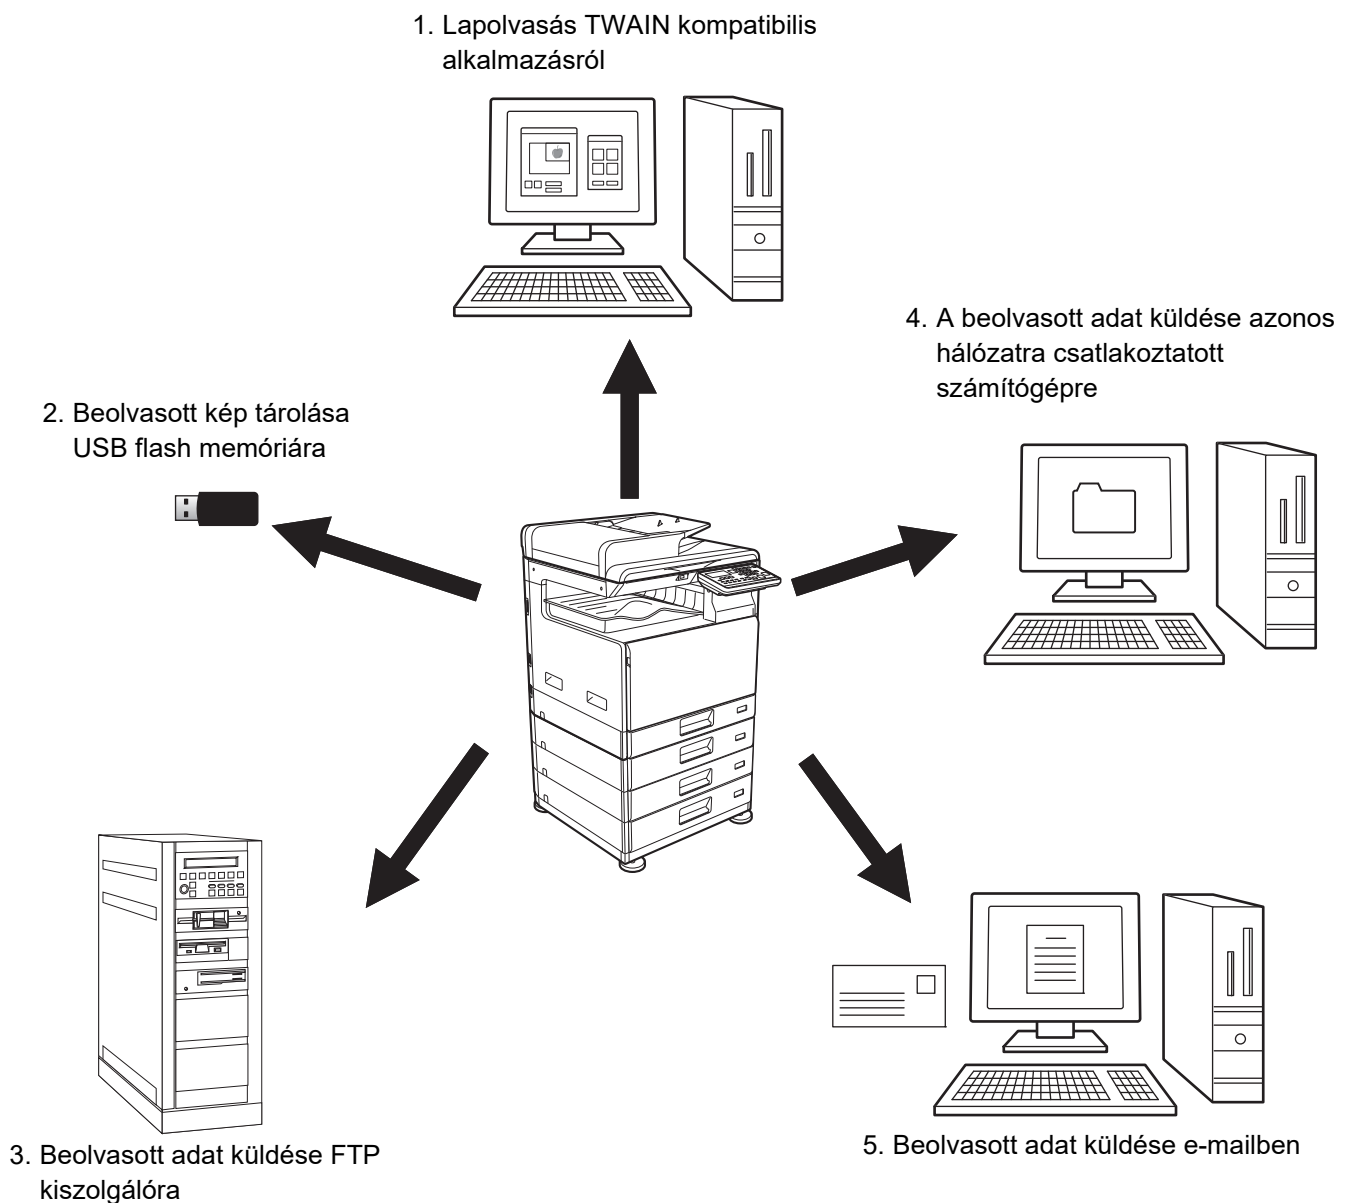 1. Lapolvasás TWAIN kompatibilis
alkalmazásról
2. Beolvasott kép tárolása
USB flash memóriára
3. Beolvasott adat küldése FTP
kiszolgálóra
4. A beolvasott adat küldése azonos
hálózatra csatlakoztatott
számítógépre
5. Beolvasott adat küldése e-mailben